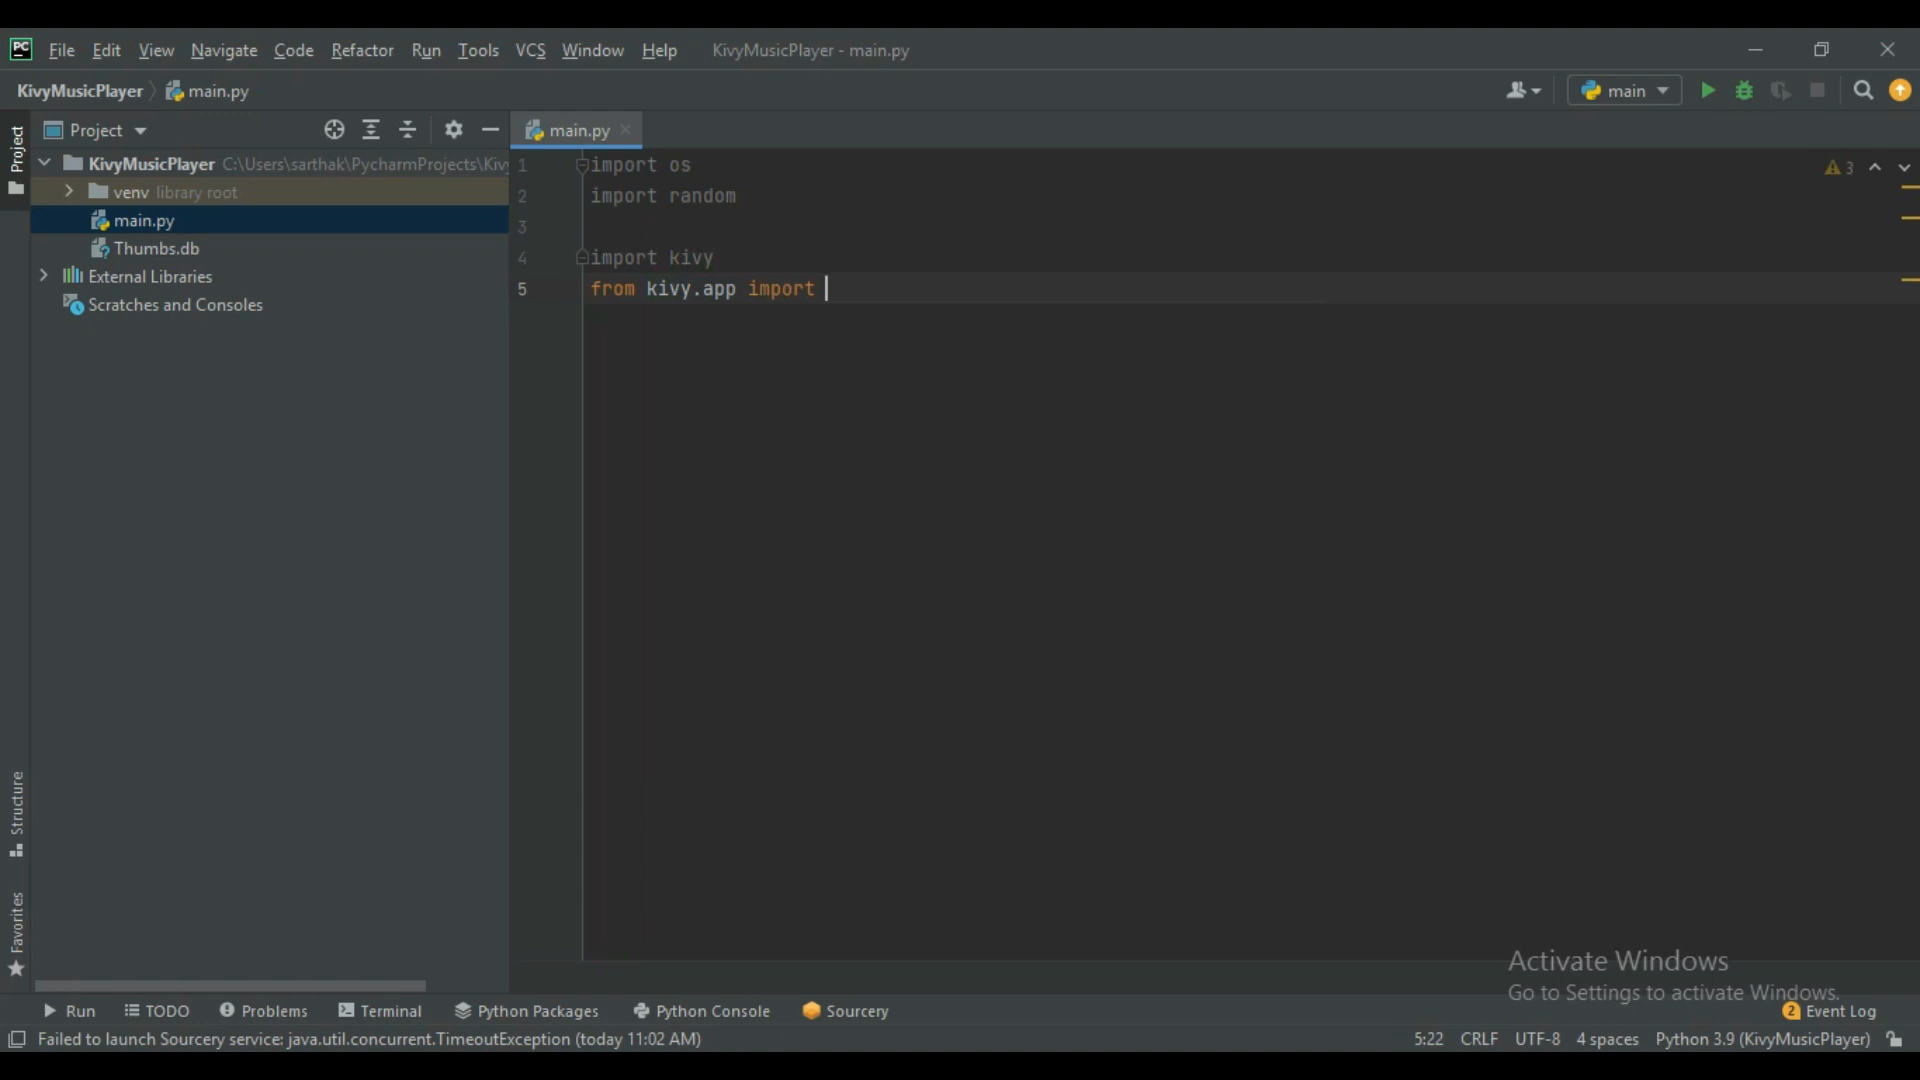 PC File Edit View Navigate Code Refactor Run Tools VCS Window Help KivyMusicPlayer - main.py
KivyMusicPlayer main.py main
Project
Project main.py
KivyMusicPlayer C:\Users\sarthak\PycharmProjects\Kivy
venv library root
main.py
Thumbs.db
External Libraries
Scratches and Consoles
1 import os 3
2 import random
3
4 import kivy
5 from kivy.app import
Structure
Favorites
Activate Windows
Go to Settings to activate Windows.
Run TODO Problems Terminal Python Packages Python Console Sourcery 2 Event Log
Failed to launch Sourcery service: java.util.concurrent.TimeoutException (today 11:02 AM) 5:22 CRLF UTF-8 4 spaces Python 3.9 (KivyMusicPlayer)